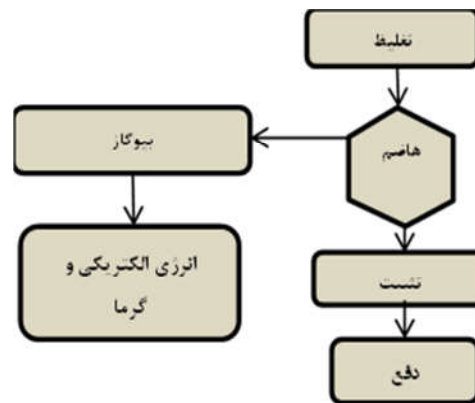 تغلیظ
هاضم
بیوگاز
انرژی الکتریکی و
گرما
تثبیت
دفع